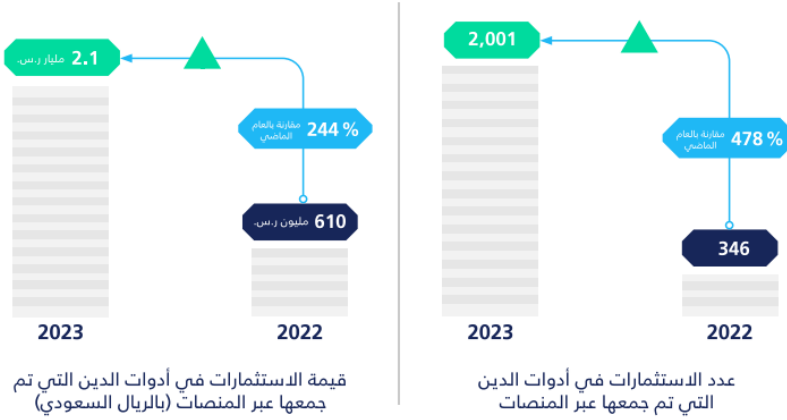 2,001
478 %
مقارنة بالعام
الماضي
346
2022
2023
عدد الاستثمارات في أدوات الدين
التي تم جمعها عبر المنصات
2.1 مليار ر.س.
244 %
مقارنة بالعام
الماضي
610 مليون ر.س.
2022
2023
قيمة الاستثمارات في أدوات الدين التي تم
جمعها عبر المنصات (بالريال السعودي)